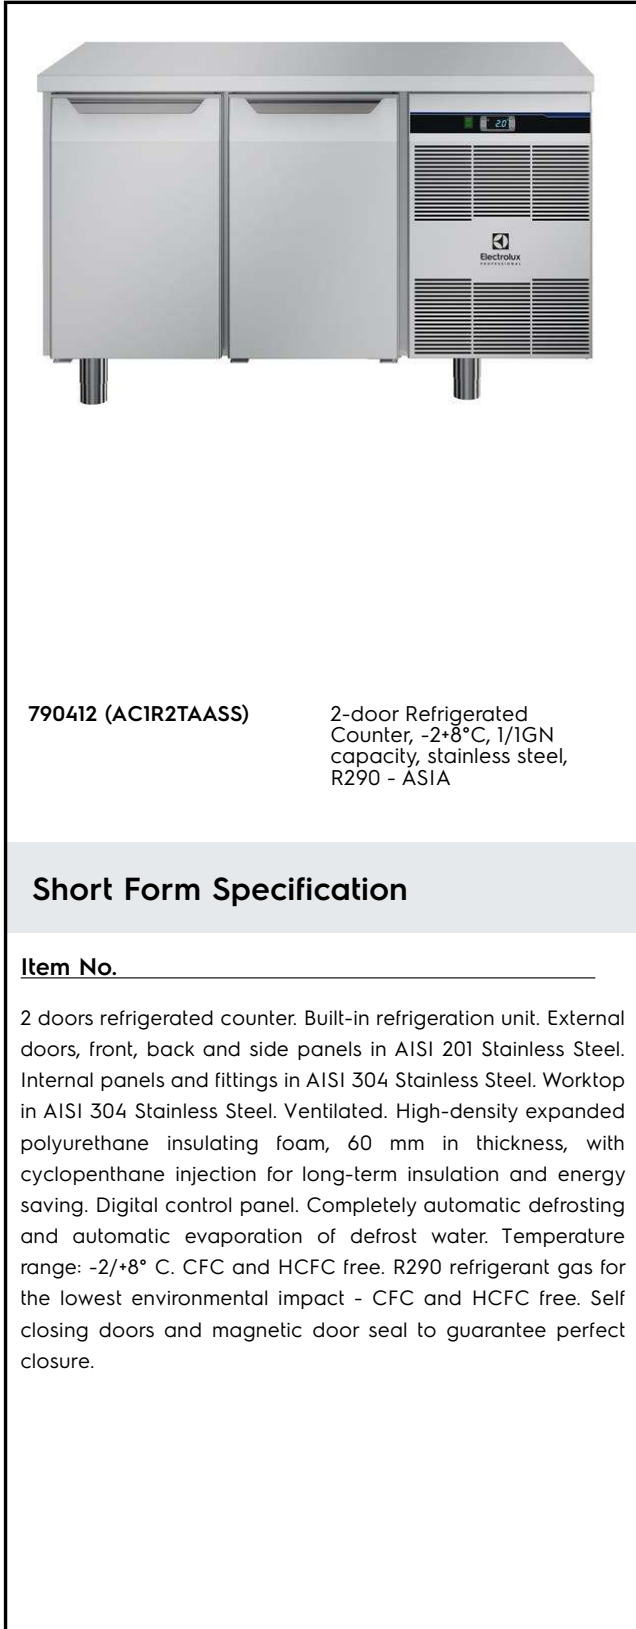 2.0°
Electrolux
PROFESSIONAL
790412 (AC1R2TAASS)
2-door Refrigerated
Counter, -2+8°C, 1/1GN
capacity, stainless steel,
R290 - ASIA
Short Form Specification
Item No.
2 doors refrigerated counter. Built-in refrigeration unit. External
doors, front, back and side panels in AISI 201 Stainless Steel.
Internal panels and fittings in AISI 304 Stainless Steel. Worktop
in AISI 304 Stainless Steel. Ventilated. High-density expanded
polyurethane insulating foam, 60 mm in thickness, with
cyclopenthane injection for long-term insulation and energy
saving. Digital control panel. Completely automatic defrosting
and automatic evaporation of defrost water. Temperature
range: -2/+8° C. CFC and HCFC free. R290 refrigerant gas for
the lowest environmental impact - CFC and HCFC free. Self
closing doors and magnetic door seal to guarantee perfect
closure.